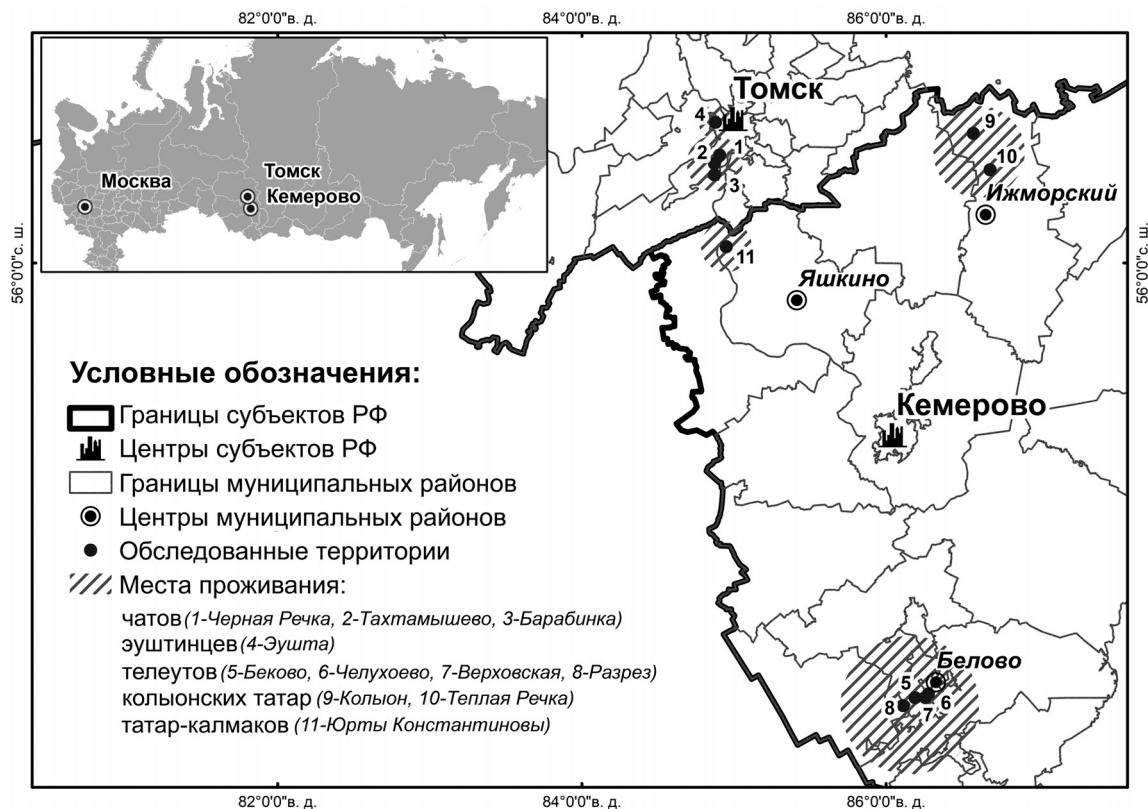 82°0'0"в. д.
84°0'0"в. д.
86°0'0"в. д.
Томск
4
1
2
3
9
10
Москва
Томск
Кемерово
Ижморский
11
Яшкино
56°0'0"с. ш.
56°0'0"с. ш.
Условные обозначения:
Границы субъектов РФ
Центры субъектов РФ
Границы муниципальных районов
Центры муниципальных районов
Обследованные территории
Места проживания:
чатов (1-Черная Речка, 2-Тахтамышево, 3-Барабинка)
эуштинцев (4-Эушта)
телеутов (5-Беково, 6-Челухоево, 7-Верховская, 8-Разрез)
колыонских татар (9-Колыон, 10-Теплая Речка)
татар-калмаков (11-Юрты Константиновы)
Кемерово
Белово
5
6
7
8
82°0'0"в. д.
84°0'0"в. д.
86°0'0"в. д.